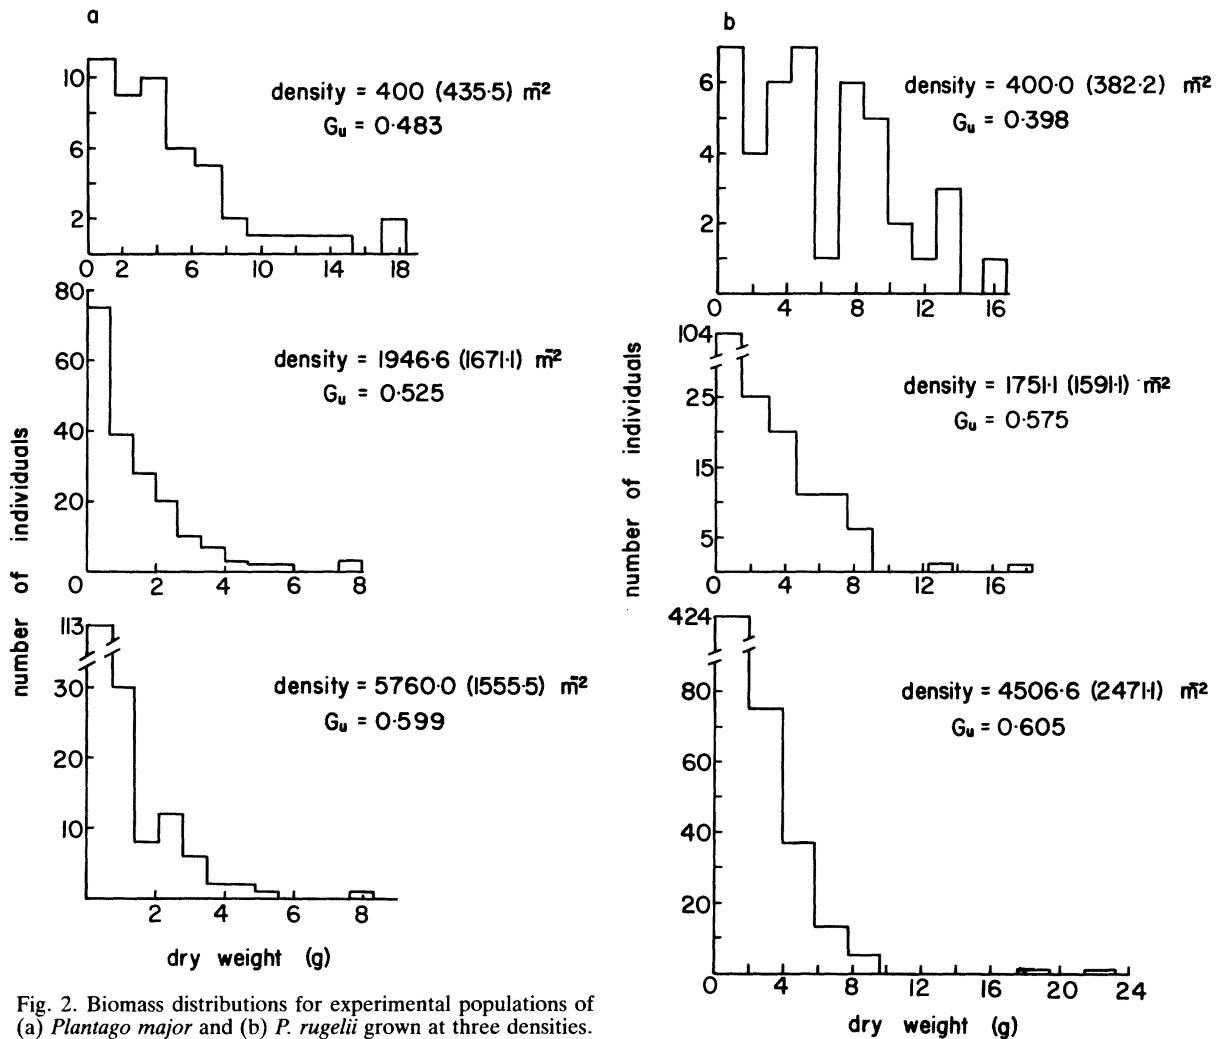 a
10
6
2
density = 400 (435·5) m̄²
Gᵤ = 0·483
0 2 6 10 14 18
80
60
40
20
density = 1946·6 (1671·1) m̄²
Gᵤ = 0·525
0 2 4 6 8
113
30
20
10
density = 5760·0 (1555·5) m̄²
Gᵤ = 0·599
2 4 6 8
number of individuals
dry weight (g)
b
6
4
2
density = 400·0 (382·2) m̄²
Gᵤ = 0·398
0 4 8 12 16
104
25
15
5
density = 1751·1 (1591·1) m̄²
Gᵤ = 0·575
0 4 8 12 16
424
80
60
40
20
density = 4506·6 (2471·1) m̄²
Gᵤ = 0·605
0 4 8 12 16 20 24
number of individuals
dry weight (g)
Fig. 2. Biomass distributions for experimental populations of
(a) Plantago major and (b) P. rugelii grown at three densities.